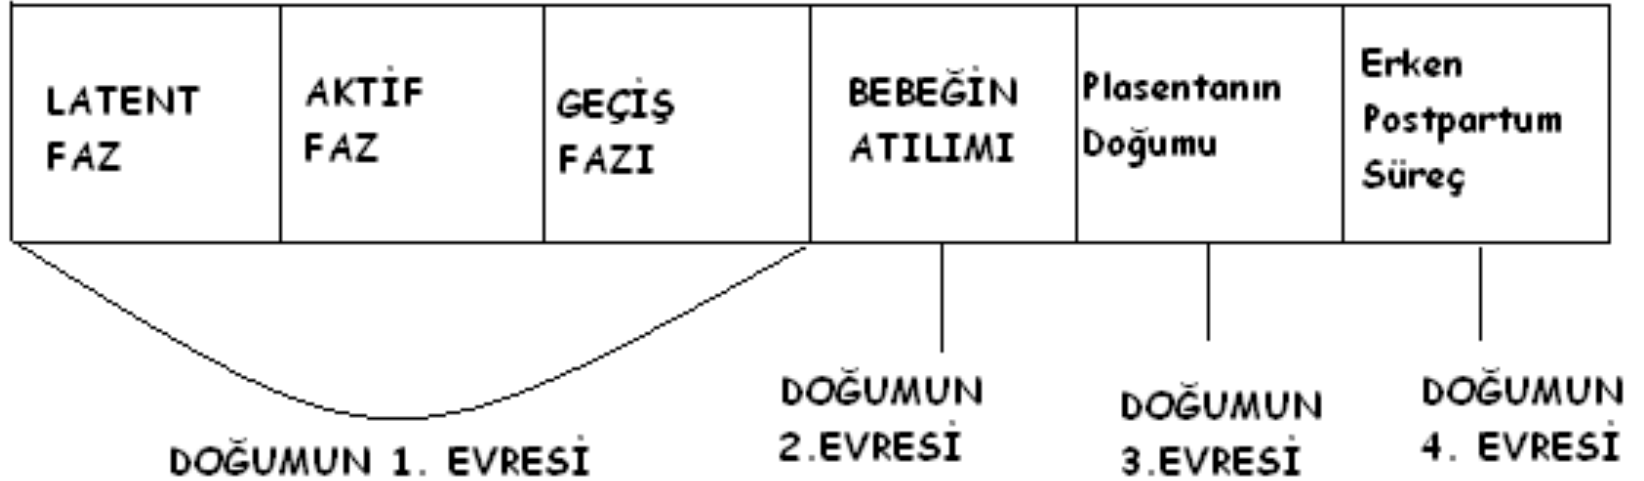 LATENT
FAZ
AKTİF
FAZ
GEÇİŞ
FAZI
BEBEĞİN
ATILIMI
Plasentanın
Doğumu
Erken
Postpartum
Süreç
DOĞUMUN 1. EVRESİ
DOĞUMUN
2.EVRESİ
DOĞUMUN
3.EVRESİ
DOĞUMUN
4. EVRESİ